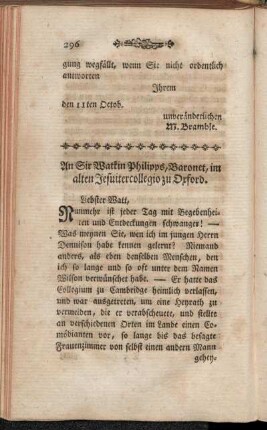 296
gung wegfällt, wenn Sie nicht ordentlich
antworten
Ihrem
den 11ten Octob.
unveränderlichen
M. Bramble.
An Sir Watkin Philipps, Baronet, im
alten Jesuitercollegio zu Oxford.
Liebster Watt,
Nunmehr ist jeder Tag mit Begebenhei-
ten und Entdeckungen schwanger! —
Was meynen Sie, wen ich im jungen Herrn
Dennison habe kennen gelernt? Niemand
anders, als eben denselben Menschen, den
ich so lange und so oft unter dem Namen
Wilson verwünschet habe. — Er hatte das
Collegium zu Cambridge heimlich verlassen,
und war ausgetreten, um eine Heyrath zu
vermeiden, die er verabscheute, und stellte
an verschiedenen Orten im Lande einen Co-
mödianten vor, so lange bis das besagte
Frauenzimmer von selbst einen andern Mann
gehey-